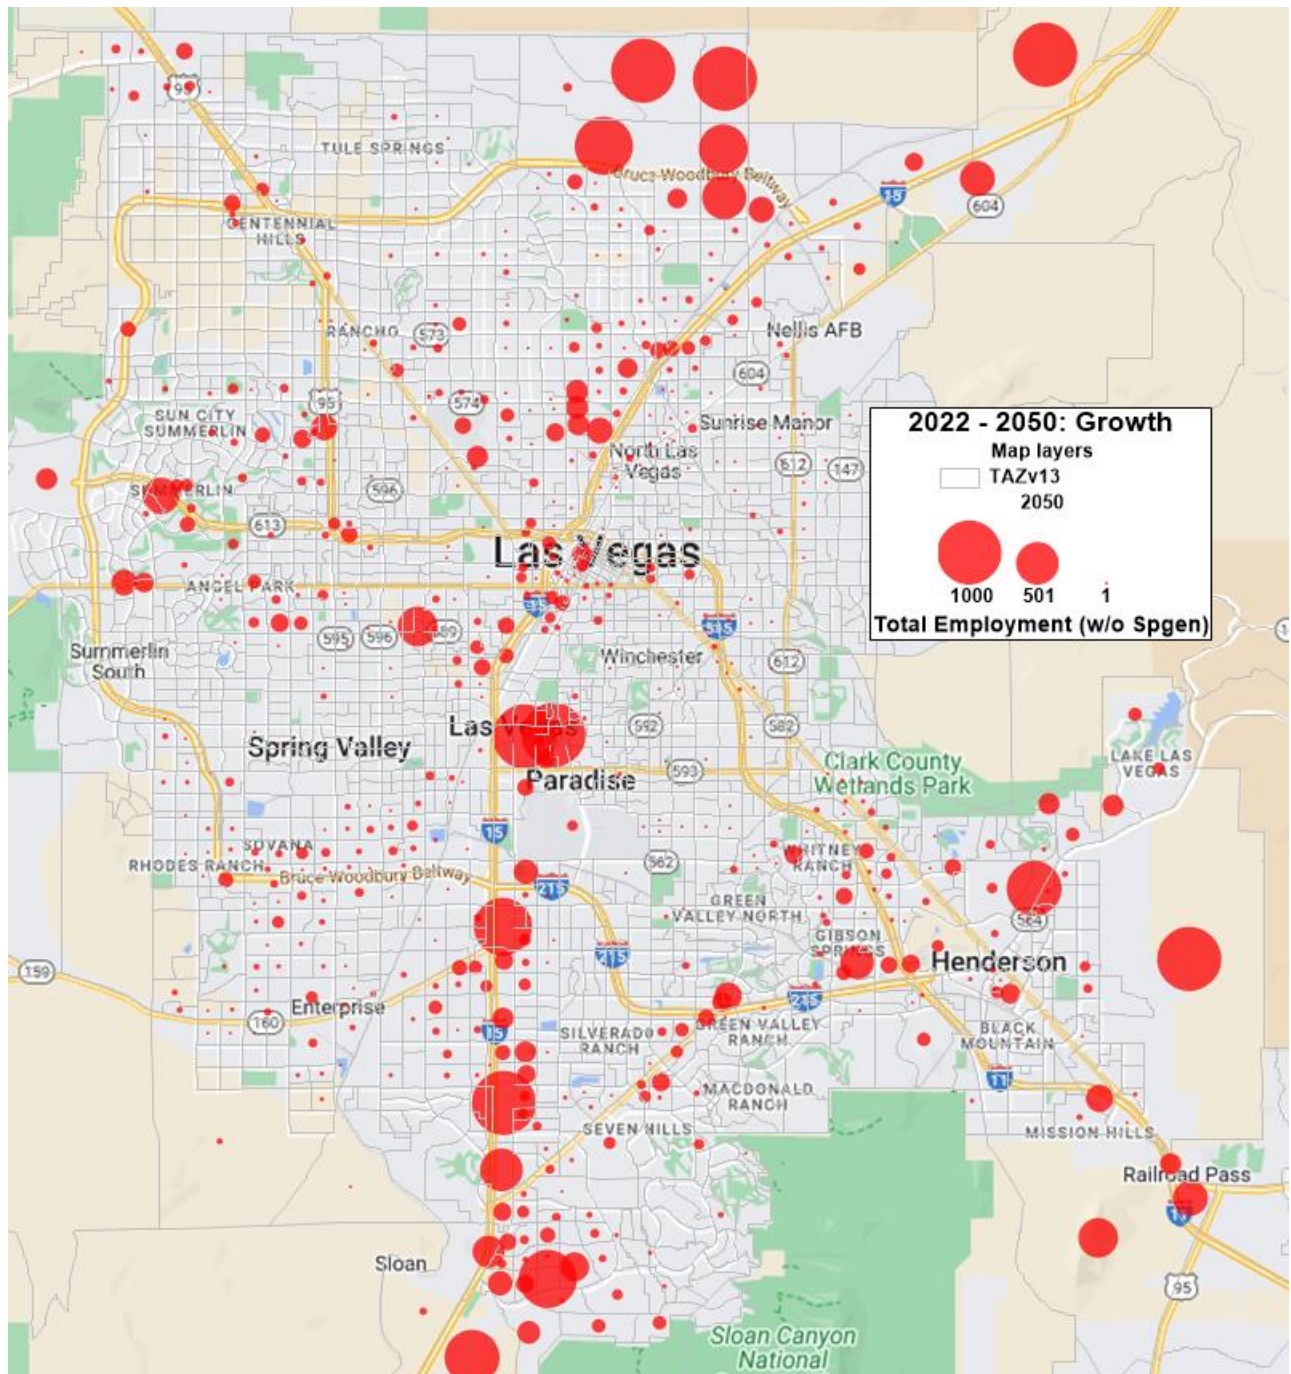 95
TULE SPRINGS
Bruce Woodbury Beltway
15
604
CENTENNIAL
HILLS
RANCHO
573
Nellis AFB
604
95
574
SUN CITY
SUMMERLIN
Sunrise Manor
North Las
Vegas
612
147
SUMMERLIN
596
613
Las Vegas
ANGEL PARK
595
596
589
515
Winchester
612
Summerlin
South
2022 - 2050: Growth
Map layers
TAZv13
2050
1000
501
1
Total Employment (w/o Spgen)
Las Vegas
592
582
Spring Valley
Paradise
593
Clark County
Wetlands Park
LAKE LAS
VEGAS
15
SOVANA
RHODES RANCH
Bruce Woodbury Beltway
215
562
WHITNEY
RANCH
GREEN
VALLEY NORTH
564
GIBSON
SPRINGS
215
Henderson
159
Enterprise
160
215
15
SILVERADO
RANCH
GREEN VALLEY
RANCH
BLACK
MOUNTAIN
11
MACDONALD
RANCH
SEVEN HILLS
MISSION HILLS
Railroad Pass
11
Sloan
95
Sloan Canyon
National